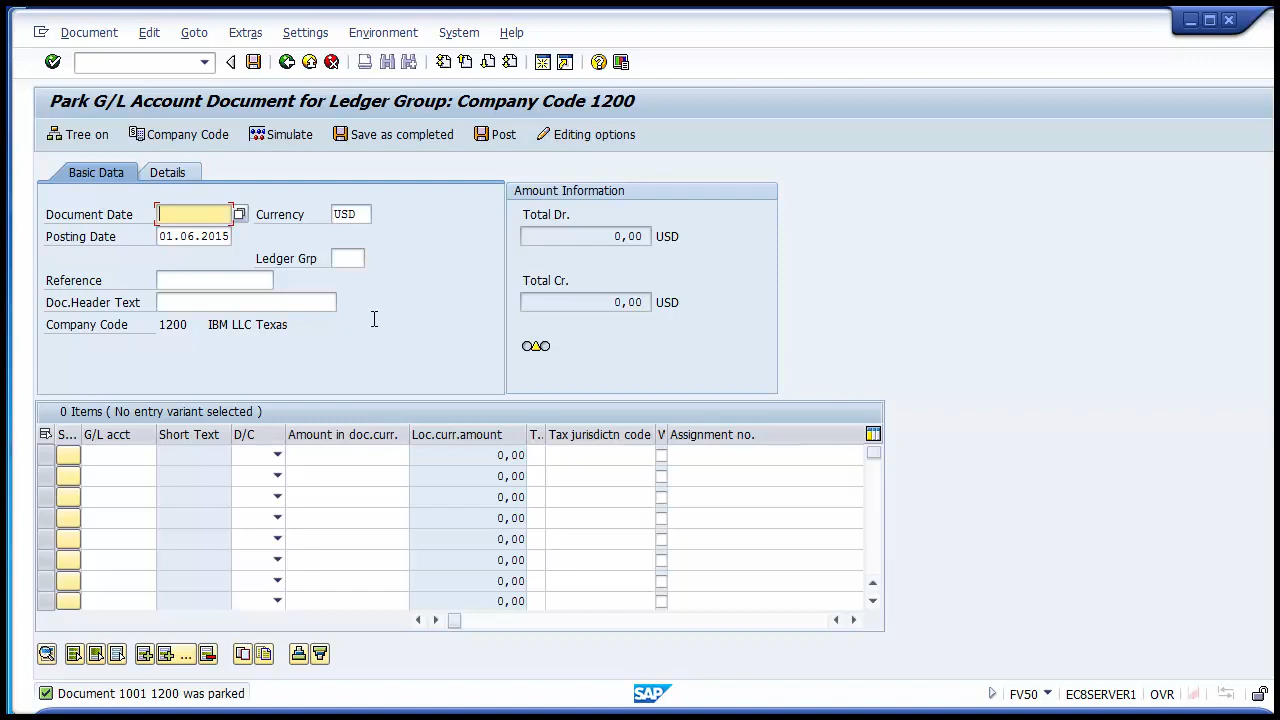 Document Edit Goto Extras Settings Environment System Help
Park G/L Account Document for Ledger Group: Company Code 1200
Tree on Company Code Simulate Save as completed Post Editing options
Basic Data Details
Amount Information
Document Date Currency USD
Total Dr.
Posting Date 01.06.2015
0,00 USD
Ledger Grp
Reference
Total Cr.
Doc.Header Text
0,00 USD
Company Code 1200 IBM LLC Texas
0 Items ( No entry variant selected )
S... G/L acct Short Text D/C Amount in doc.curr. Loc.curr.amount T.. Tax jurisdictn code V Assignment no.
0,00
0,00
0,00
0,00
0,00
0,00
0,00
0,00
Document 1001 1200 was parked
SAP
FV50 EC8SERVER1 OVR